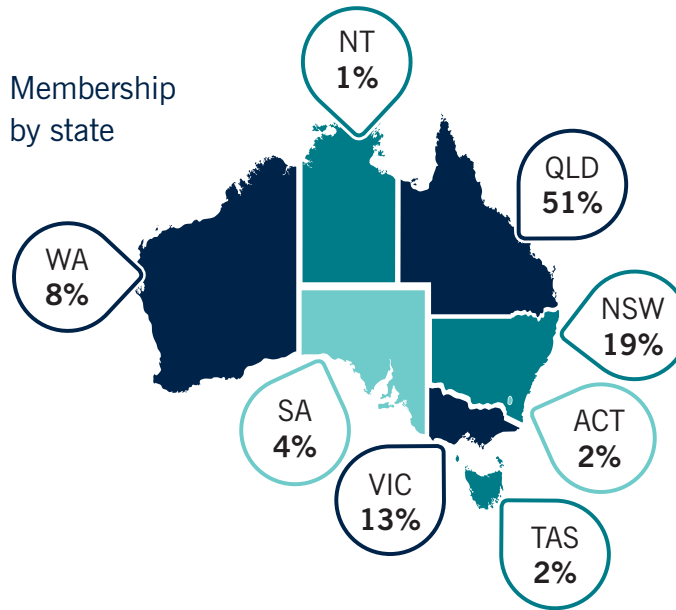 Membership
by state
NT
1%
QLD
51%
WA
8%
NSW
19%
SA
4%
ACT
2%
VIC
13%
TAS
2%